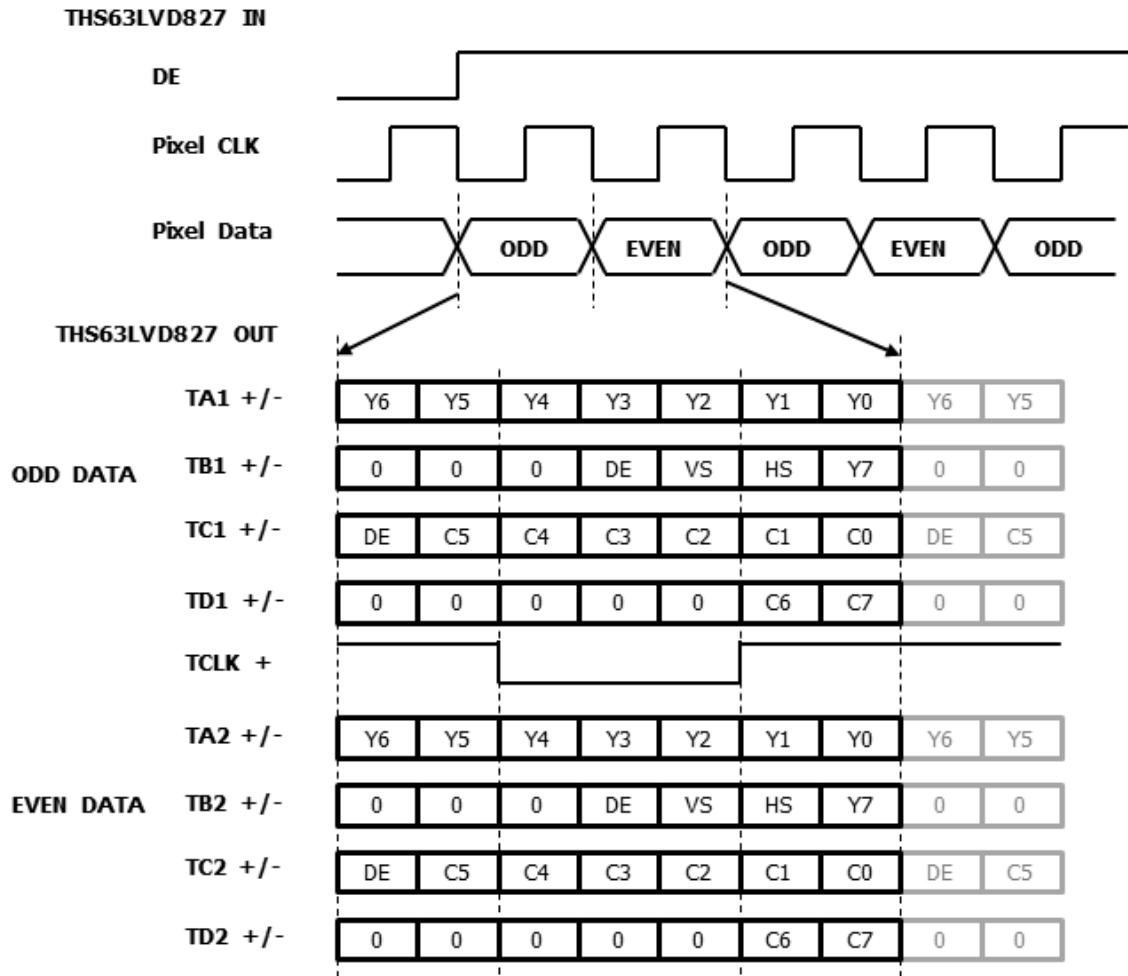 THS63LVD827 IN
DE
Pixel CLK
Pixel Data ODD EVEN ODD EVEN ODD
THS63LVD827 OUT
TA1 +/- Y6 Y5 Y4 Y3 Y2 Y1 Y0 Y6 Y5
ODD DATA TB1 +/- 0 0 0 DE VS HS Y7 0 0
TC1 +/- DE C5 C4 C3 C2 C1 C0 DE C5
TD1 +/- 0 0 0 0 0 C6 C7 0 0
TCLK +
TA2 +/- Y6 Y5 Y4 Y3 Y2 Y1 Y0 Y6 Y5
EVEN DATA TB2 +/- 0 0 0 DE VS HS Y7 0 0
TC2 +/- DE C5 C4 C3 C2 C1 C0 DE C5
TD2 +/- 0 0 0 0 0 C6 C7 0 0